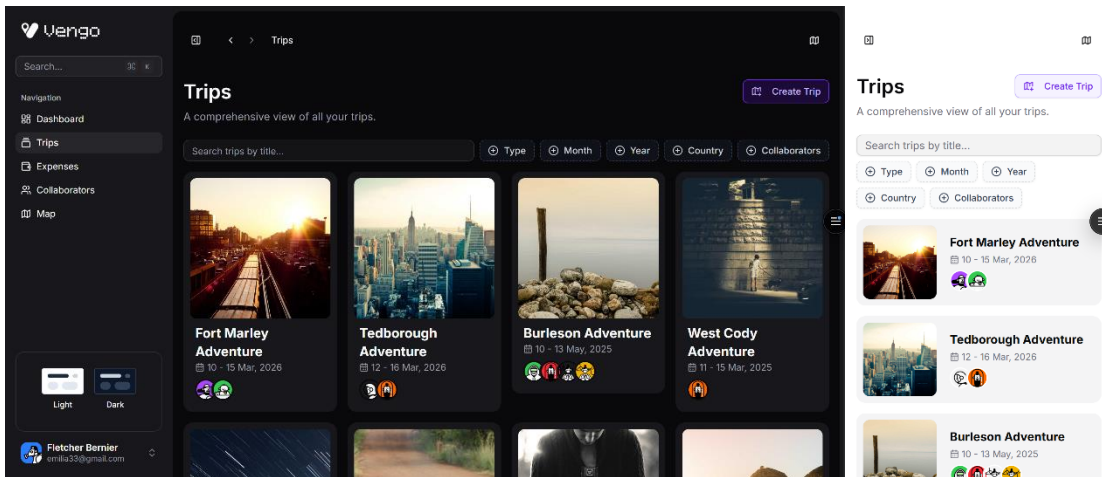 Vengo
Search... ⌘ K
Navigation
Dashboard
Trips
Expenses
Collaborators
Map
Light Dark
Fletcher Bernier
emilia33@gmail.com
Trips
Trips
Create Trip
A comprehensive view of all your trips.
Search trips by title...
Type Month Year Country Collaborators
Fort Marley
Adventure
10 - 15 Mar, 2026
Tedborough
Adventure
12 - 16 Mar, 2026
Burleson Adventure
10 - 13 May, 2025
West Cody
Adventure
11 - 15 Mar, 2025
Trips
Create Trip
A comprehensive view of all your trips.
Search trips by title...
Type Month Year
Country Collaborators
Fort Marley Adventure
10 - 15 Mar, 2026
Tedborough Adventure
12 - 16 Mar, 2026
Burleson Adventure
10 - 13 May, 2025